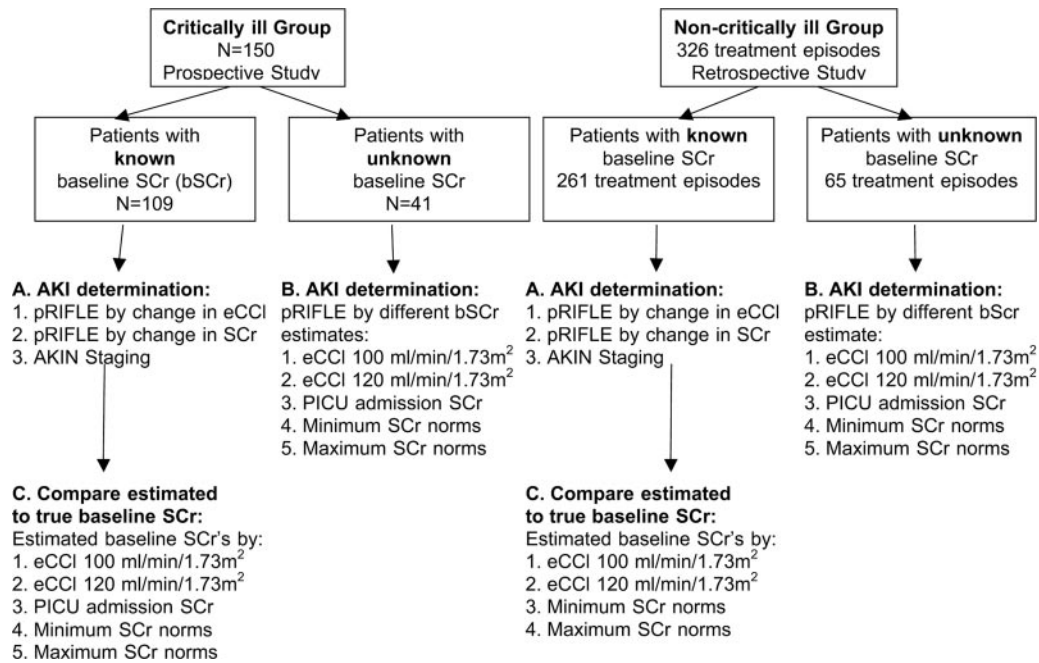 Critically ill Group
N=150
Prospective Study
Non-critically ill Group
326 treatment episodes
Retrospective Study
Patients with
known
baseline SCr (bSCr)
N=109
Patients with
unknown
baseline SCr
N=41
Patients with known
baseline SCr
261 treatment episodes
Patients with unknown
baseline SCr
65 treatment episodes
A. AKI determination:
1. pRIFLE by change in eCCl
2. pRIFLE by change in SCr
3. AKIN Staging
B. AKI determination:
pRIFLE by different bSCr
estimates:
1. eCCl 100 ml/min/1.73m²
2. eCCl 120 ml/min/1.73m²
3. PICU admission SCr
4. Minimum SCr norms
5. Maximum SCr norms
A. AKI determination:
1. pRIFLE by change in eCCl
2. pRIFLE by change in SCr
3. AKIN Staging
B. AKI determination:
pRIFLE by different bScr
estimate:
1. eCCl 100 ml/min/1.73m²
2. eCCl 120 ml/min/1.73m²
3. PICU admission SCr
4. Minimum SCr norms
5. Maximum SCr norms
C. Compare estimated
to true baseline SCr:
Estimated baseline SCr's by:
1. eCCl 100 ml/min/1.73m²
2. eCCl 120 ml/min/1.73m²
3. PICU admission SCr
4. Minimum SCr norms
5. Maximum SCr norms
C. Compare estimated
to true baseline SCr:
Estimated baseline SCr's by:
1. eCCl 100 ml/min/1.73m²
2. eCCl 120 ml/min/1.73m²
3. Minimum SCr norms
4. Maximum SCr norms